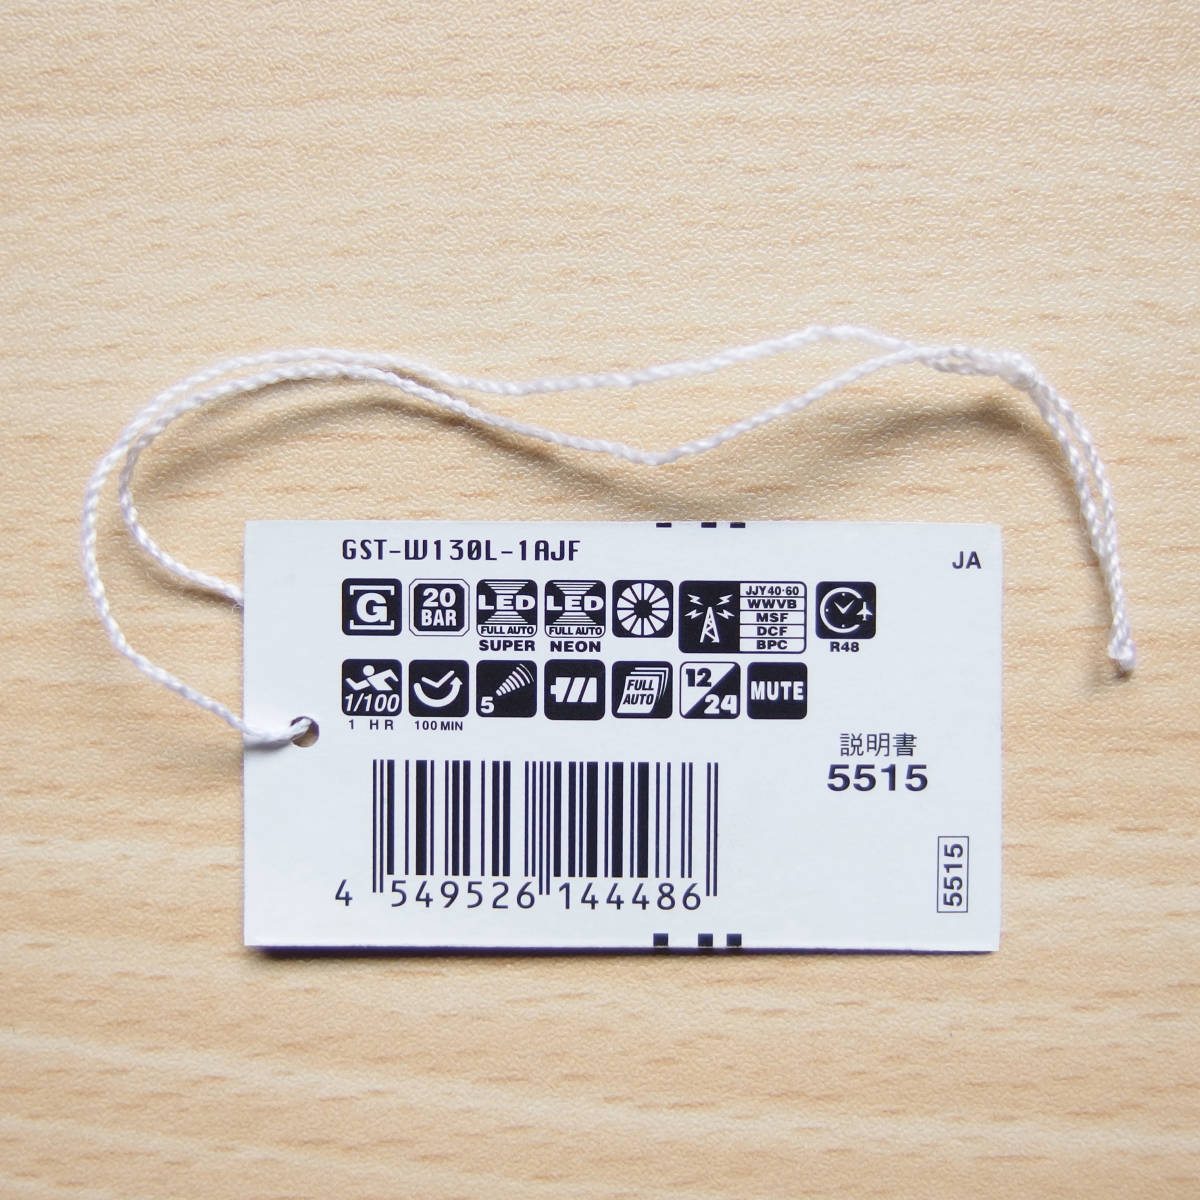 GST-W130L-1AJF
JA
G
20 BAR
LED FULL AUTO SUPER
LED FULL AUTO NEON
JJY40·60
WWVB
MSF
DCF
BPC
R48
1/100
1 HR
100 MIN
5
FULL AUTO
12/24
MUTE
説明書
5515
4 549526 144486
5515